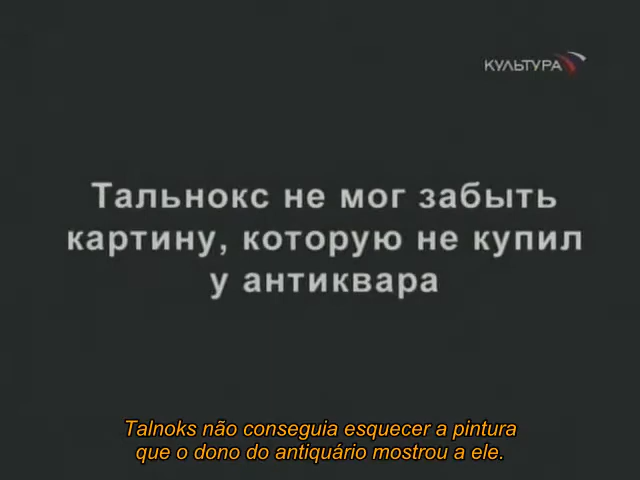 КУЛЬТУРА
Тальнокс не мог забыть
картину, которую не купил
у антиквара
Talnoks não conseguia esquecer a pintura
que o dono do antiquário mostrou a ele.